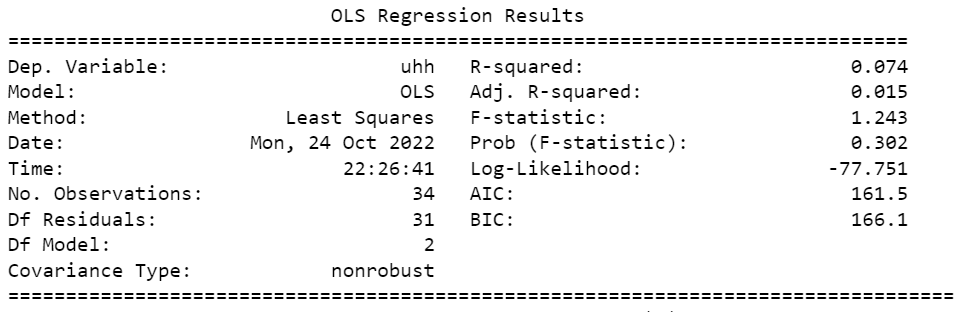 OLS Regression Results
==============================================================================
Dep. Variable: uhh R-squared: 0.074
Model: OLS Adj. R-squared: 0.015
Method: Least Squares F-statistic: 1.243
Date: Mon, 24 Oct 2022 Prob (F-statistic): 0.302
Time: 22:26:41 Log-Likelihood: -77.751
No. Observations: 34 AIC: 161.5
Df Residuals: 31 BIC: 166.1
Df Model: 2
Covariance Type: nonrobust
==================================================================================